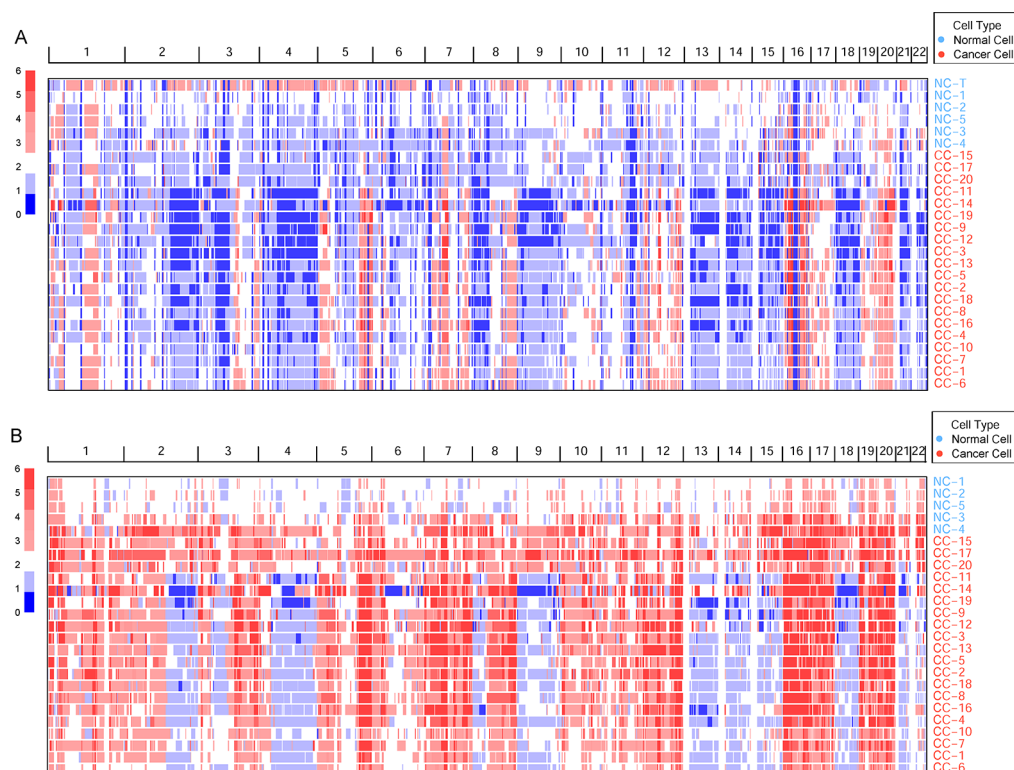 A
Cell Type
Normal Cell
Cancer Cell
1 2 3 4 5 6 7 8 9 10 11 12 13 14 15 16 17 18 19 20 21 22
6
5
4
3
2
1
0
NC-T
NC-1
NC-2
NC-5
NC-3
NC-4
CC-15
CC-17
CC-20
CC-11
CC-14
CC-19
CC-9
CC-12
CC-3
CC-13
CC-5
CC-2
CC-18
CC-8
CC-16
CC-4
CC-10
CC-7
CC-1
CC-6
B
Cell Type
Normal Cell
Cancer Cell
1 2 3 4 5 6 7 8 9 10 11 12 13 14 15 16 17 18 19 20 21 22
6
5
4
3
2
1
0
NC-1
NC-2
NC-5
NC-3
NC-4
CC-15
CC-17
CC-20
CC-11
CC-14
CC-19
CC-9
CC-12
CC-3
CC-13
CC-5
CC-2
CC-18
CC-8
CC-16
CC-4
CC-10
CC-7
CC-1
CC-6